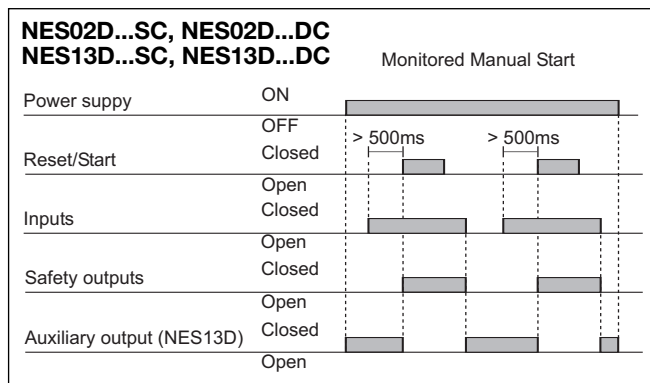 NES02D...SC, NES02D...DC
NES13D...SC, NES13D...DC
Monitored Manual Start
Power suppy
ON
OFF
> 500ms
> 500ms
Reset/Start
Closed
Open
Inputs
Closed
Open
Safety outputs
Closed
Open
Auxiliary output (NES13D)
Closed
Open